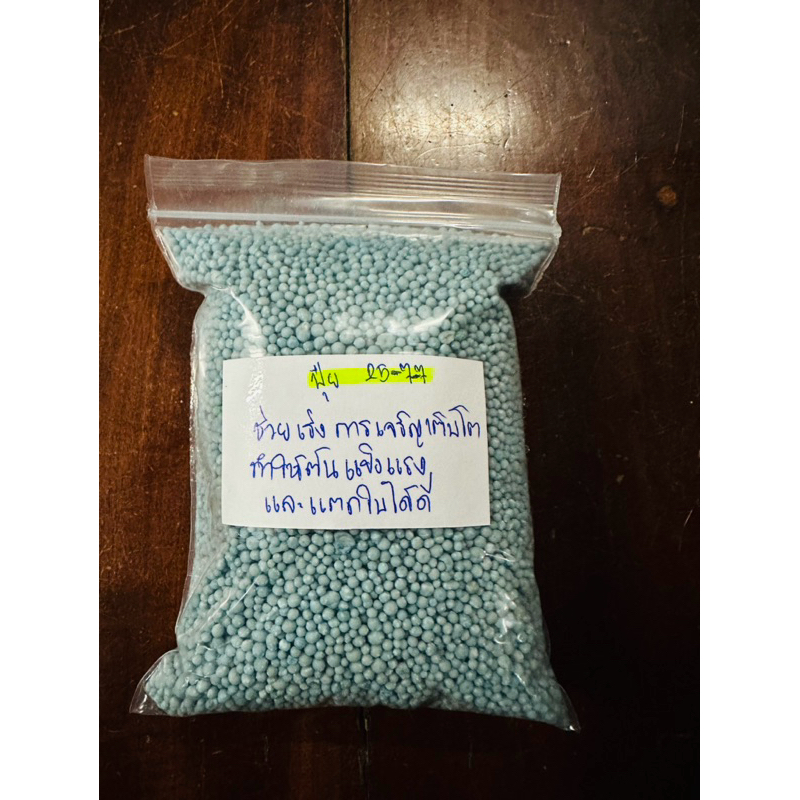 ปุ๋ย 25-77
ช่วยเร่งการเจริญเติบโต
ทำให้ต้นแข็งแรง
และแตกใบได้ดี